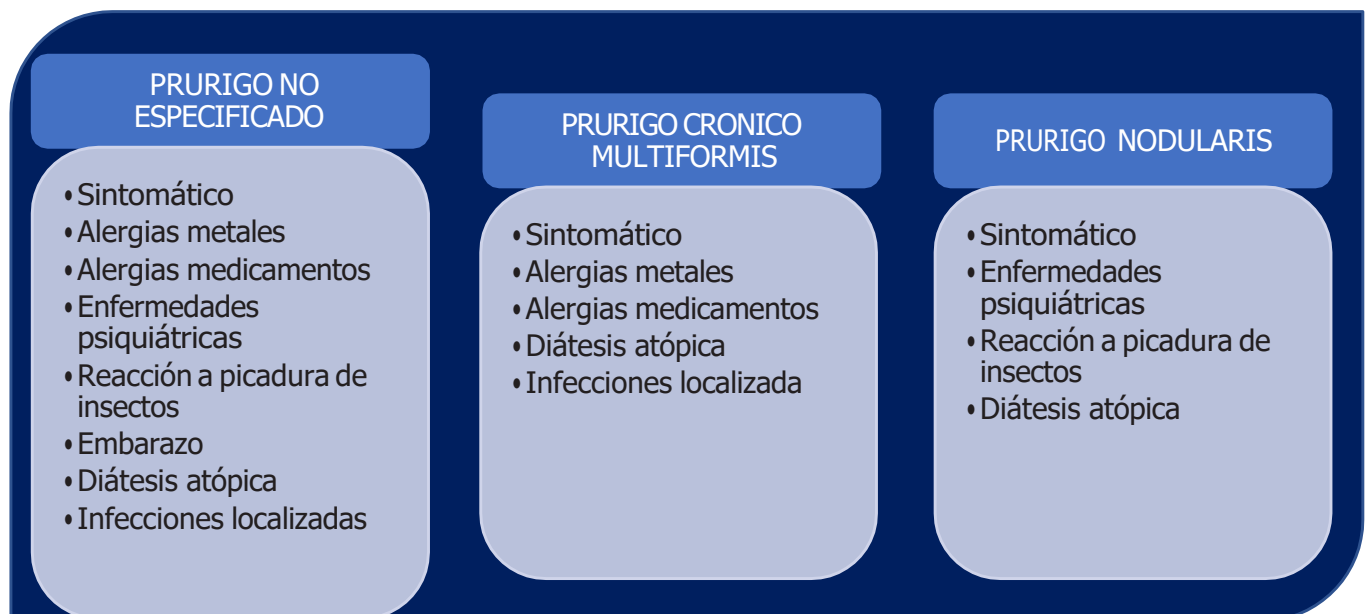 PRURIGO NO
ESPECIFICADO
• Sintomático
• Alergias metales
• Alergias medicamentos
• Enfermedades
psiquiátricas
• Reacción a picadura de
insectos
• Embarazo
• Diátesis atópica
• Infecciones localizadas
PRURIGO CRONICO
MULTIFORMIS
• Sintomático
• Alergias metales
• Alergias medicamentos
• Diátesis atópica
• Infecciones localizada
PRURIGO NODULARIS
• Sintomático
• Enfermedades
psiquiátricas
• Reacción a picadura de
insectos
• Diátesis atópica